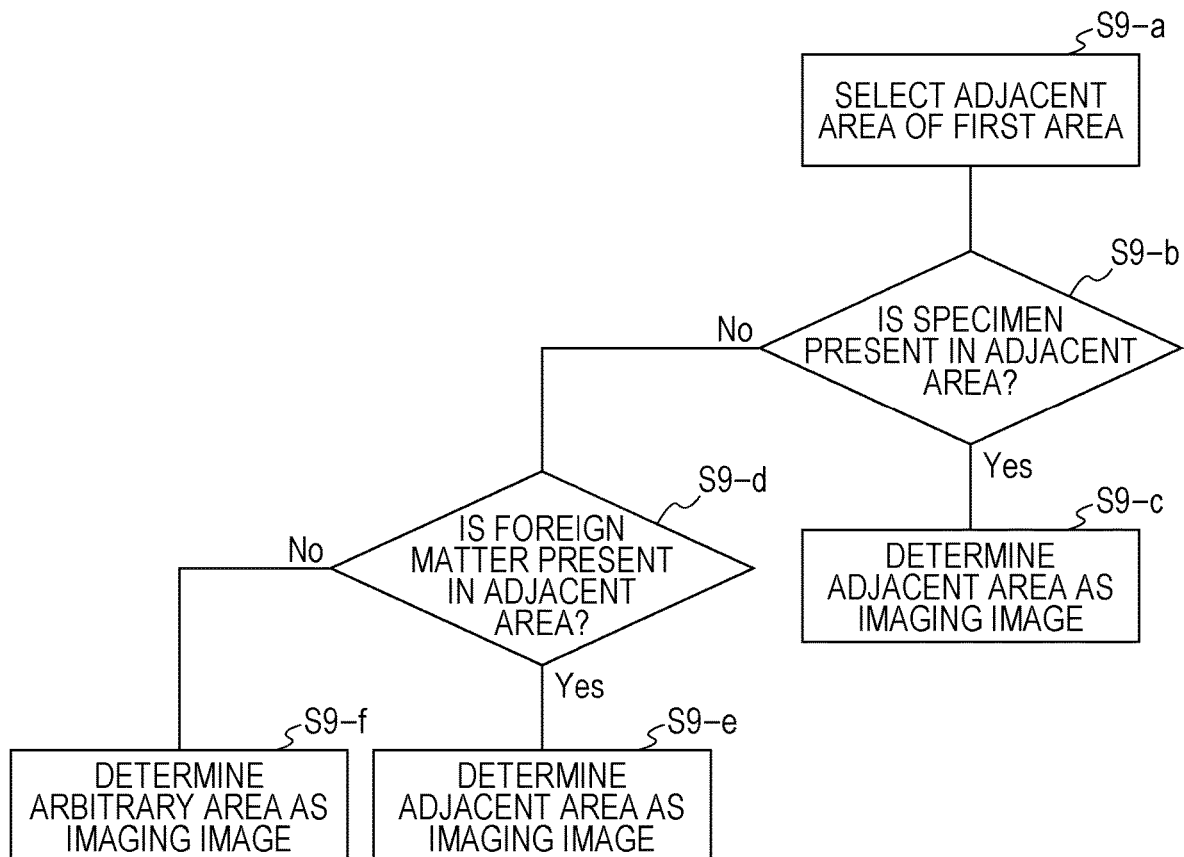 S9-a
SELECT ADJACENT
AREA OF FIRST AREA
S9-b
IS SPECIMEN
PRESENT IN ADJACENT
AREA?
No
Yes
S9-c
DETERMINE
ADJACENT AREA AS
IMAGING IMAGE
S9-d
IS FOREIGN
MATTER PRESENT
IN ADJACENT
AREA?
No
Yes
S9-e
DETERMINE
ADJACENT AREA AS
IMAGING IMAGE
S9-f
DETERMINE
ARBITRARY AREA AS
IMAGING IMAGE